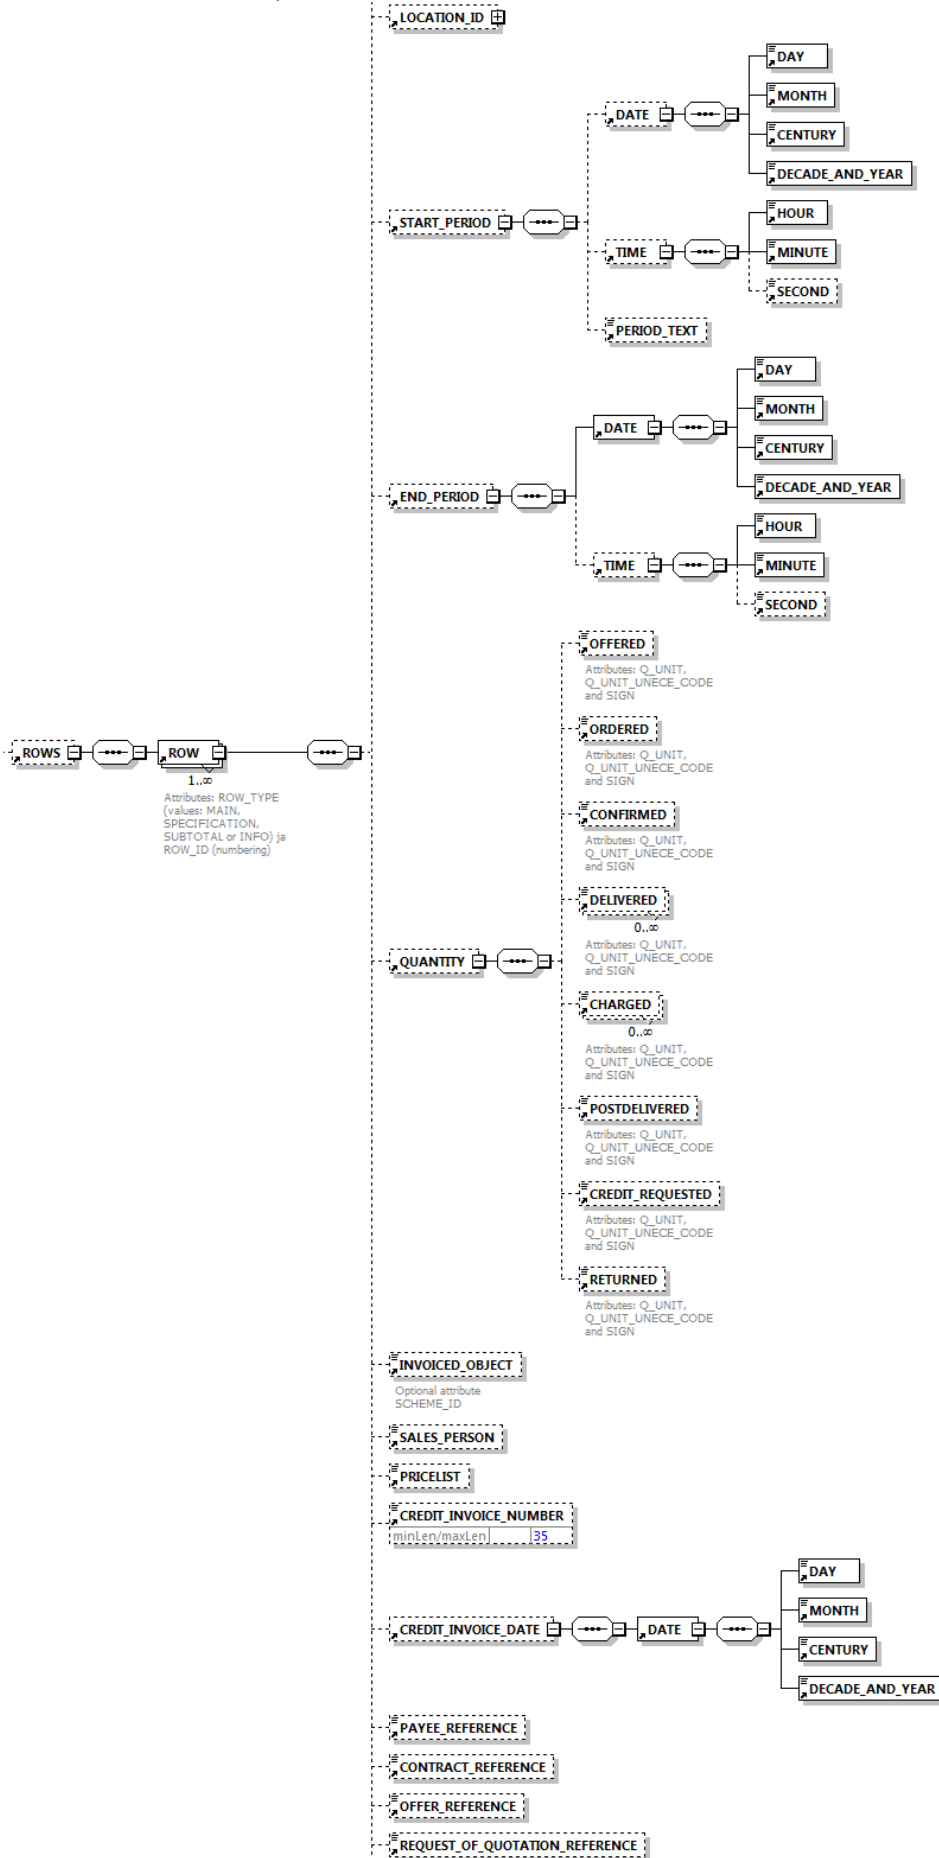 LOCATION_ID
DAY
MONTH
CENTURY
DECADE_AND_YEAR
DATE
START_PERIOD
HOUR
MINUTE
SECOND
TIME
PERIOD_TEXT
DAY
MONTH
CENTURY
DECADE_AND_YEAR
DATE
END_PERIOD
HOUR
MINUTE
SECOND
TIME
ROWS
ROW
1..∞
Attributes: ROW_TYPE
(values: MAIN,
SPECIFICATION,
SUBTOTAL or INFO) ja
ROW_ID (numbering)
OFFERED
Attributes: Q_UNIT,
Q_UNIT_UNECE_CODE
and SIGN
ORDERED
Attributes: Q_UNIT,
Q_UNIT_UNECE_CODE
and SIGN
CONFIRMED
Attributes: Q_UNIT,
Q_UNIT_UNECE_CODE
and SIGN
DELIVERED
0..∞
Attributes: Q_UNIT,
Q_UNIT_UNECE_CODE
and SIGN
QUANTITY
CHARGED
0..∞
Attributes: Q_UNIT,
Q_UNIT_UNECE_CODE
and SIGN
POSTDELIVERED
Attributes: Q_UNIT,
Q_UNIT_UNECE_CODE
and SIGN
CREDIT_REQUESTED
Attributes: Q_UNIT,
Q_UNIT_UNECE_CODE
and SIGN
RETURNED
Attributes: Q_UNIT,
Q_UNIT_UNECE_CODE
and SIGN
INVOICED_OBJECT
Optional attribute
SCHEME_ID
SALES_PERSON
PRICELIST
CREDIT_INVOICE_NUMBER
minLen/maxLen 35
DAY
MONTH
CENTURY
DECADE_AND_YEAR
CREDIT_INVOICE_DATE
DATE
PAYEE_REFERENCE
CONTRACT_REFERENCE
OFFER_REFERENCE
REQUEST_OF_QUOTATION_REFERENCE